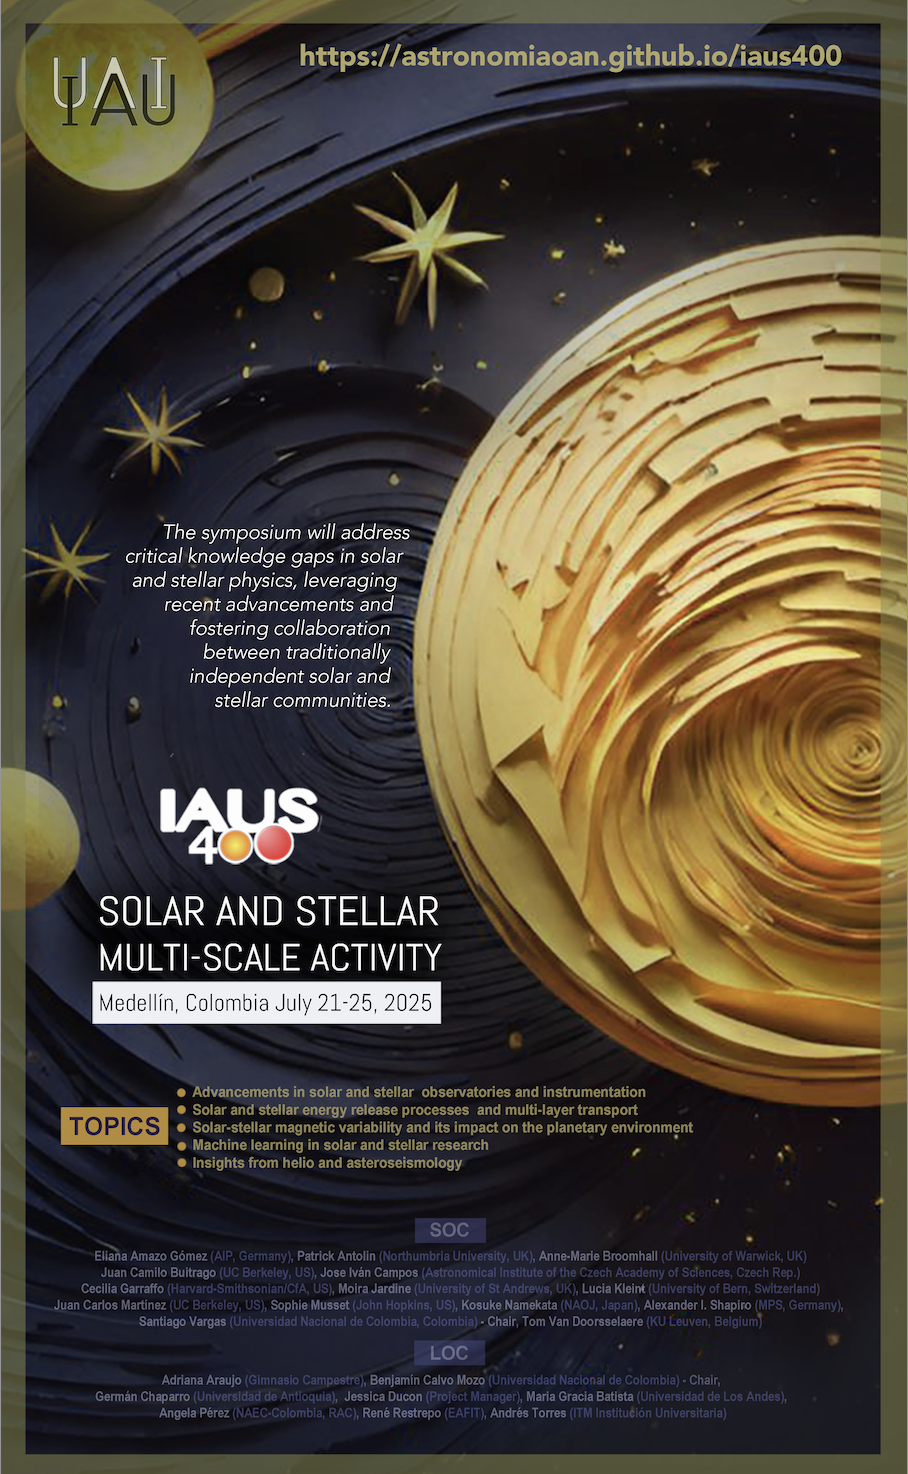 https://astronomiaoan.github.io/iaus400
UAI
IAU
The symposium will address
critical knowledge gaps in solar
and stellar physics, leveraging
recent advancements and
fostering collaboration
between traditionally
independent solar and
stellar communities.
IAUS
400
SOLAR AND STELLAR
MULTI-SCALE ACTIVITY
Medellín, Colombia July 21-25, 2025
TOPICS
Advancements in solar and stellar observatories and instrumentation
Solar and stellar energy release processes and multi-layer transport
Solar-stellar magnetic variability and its impact on the planetary environment
Machine learning in solar and stellar research
Insights from helio and asteroseismology
SOC
Eliana Amazo Gómez (AIP, Germany), Patrick Antolin (Northumbria University, UK), Anne-Marie Broomhall (University of Warwick, UK)
Juan Camilo Buitrago (UC Berkeley, US), Jose Iván Campos (Astronomical Institute of the Czech Academy of Sciences, Czech Rep.)
Cecilia Garraffo (Harvard-Smithsonian/CfA, US), Moira Jardine (University of St Andrews, UK), Lucia Kleint (University of Bern, Switzerland)
Juan Carlos Martínez (UC Berkeley, US), Sophie Musset (John Hopkins, US), Kosuke Namekata (NAOJ, Japan), Alexander I. Shapiro (MPS, Germany),
Santiago Vargas (Universidad Nacional de Colombia, Colombia) - Chair, Tom Van Doorsselaere (KU Leuven, Belgium)
LOC
Adriana Araujo (Gimnasio Campestre), Benjamín Calvo Mozo (Universidad Nacional de Colombia) - Chair,
Germán Chaparro (Universidad de Antioquia), Jessica Ducon (Project Manager), María Gracia Batista (Universidad de Los Andes),
Angela Pérez (NAEC-Colombia, RAC), René Restrepo (EAFIT), Andrés Torres (ITM Institución Universitaria)